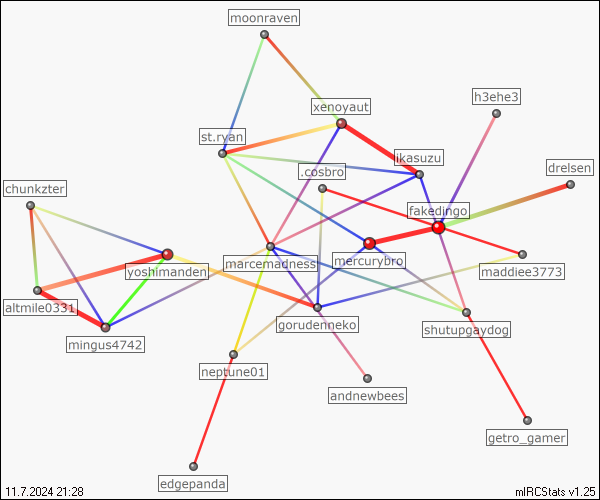 moonraven
h3ehe3
xenoyaut
st.ryan
ikasuzu
drelsen
.cosbro
chunkzter
fakedingo
marcemadness
mercurybro
yoshimanden
maddiee3773
altmile0331
gorudenneko
shutupgaydog
mingus4742
neptune01
andnewbees
getro_gamer
edgepanda
11.7.2024 21:28
mIRCStats v1.25